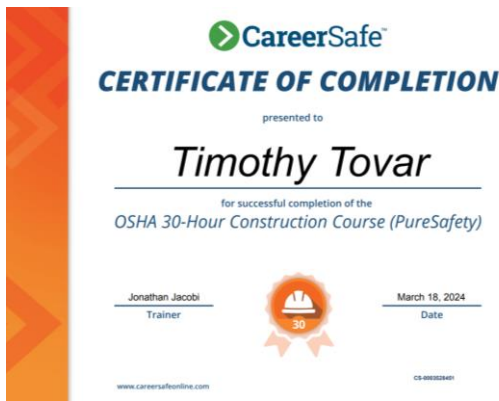 CareerSafe™
CERTIFICATE OF COMPLETION
presented to
Timothy Tovar
for successful completion of the
OSHA 30-Hour Construction Course (PureSafety)
Jonathan Jacobi
Trainer
30
March 18, 2024
Date
www.careersafeonline.com